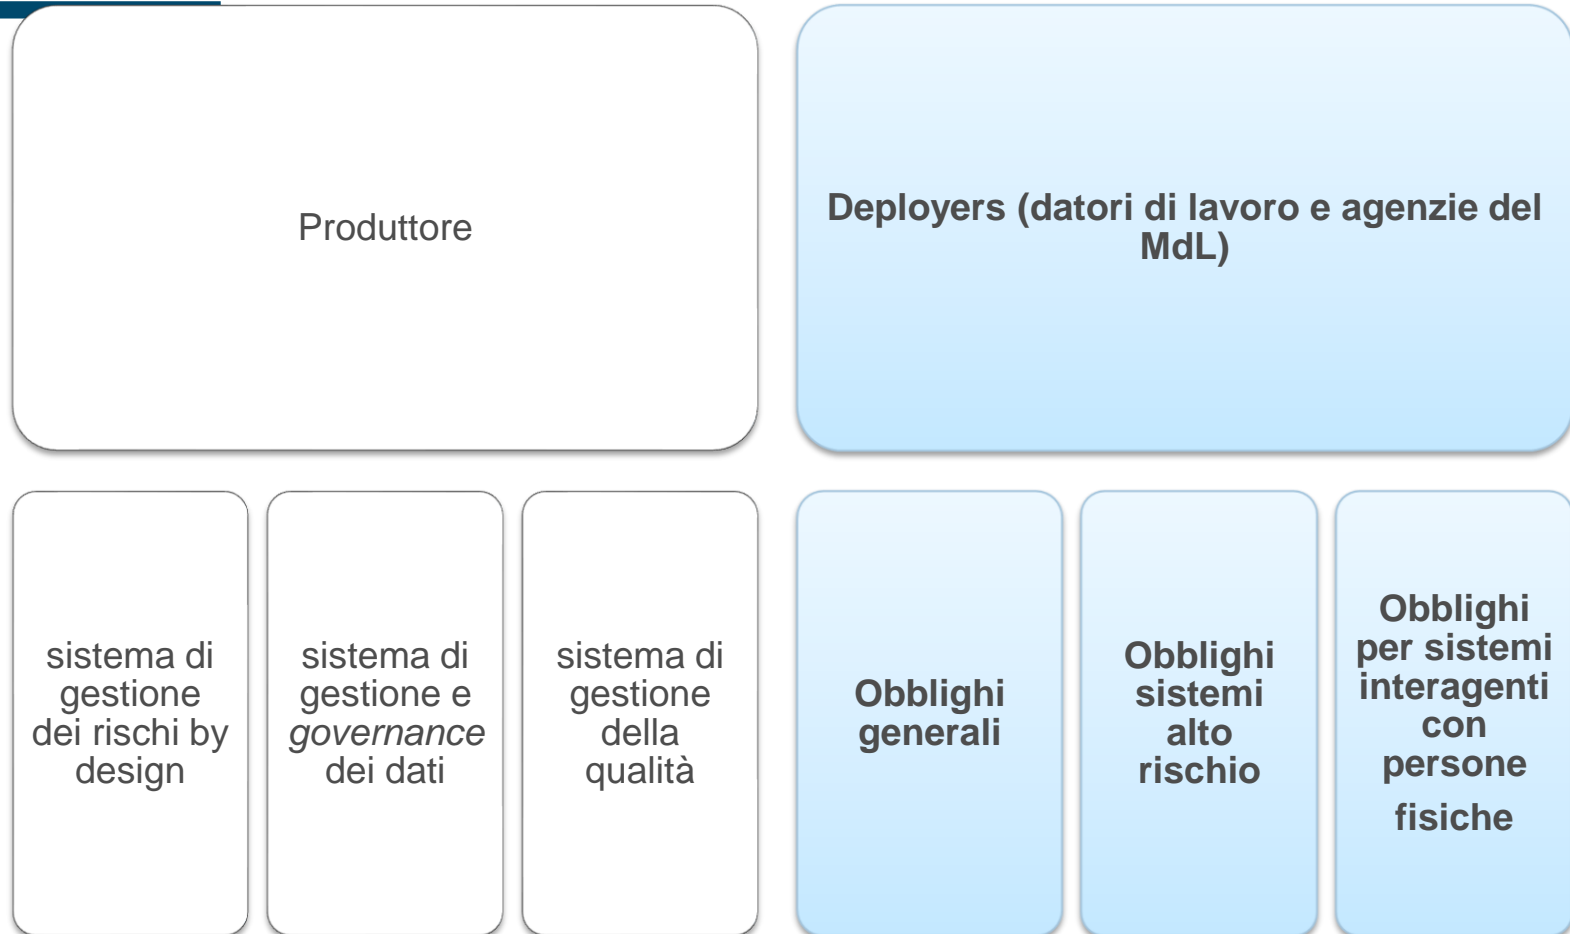 Produttore
Deployers (datori di lavoro e agenzie del
MdL)
sistema di
gestione
dei rischi by
design
sistema di
gestione e
governance
dei dati
sistema di
gestione
della
qualità
Obblighi
generali
Obblighi
sistemi
alto
rischio
Obblighi
per sistemi
interagenti
con
persone
fisiche